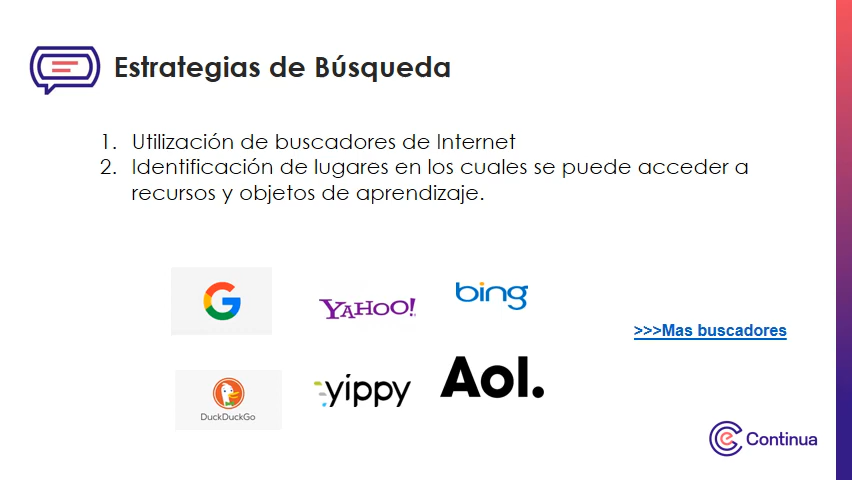 Estrategias de Búsqueda
1. Utilización de buscadores de Internet
2. Identificación de lugares en los cuales se puede acceder a
recursos y objetos de aprendizaje.
G
YAHOO!
bing
>>>Mas buscadores
DuckDuckGo
yippy
Aol.
e Continua